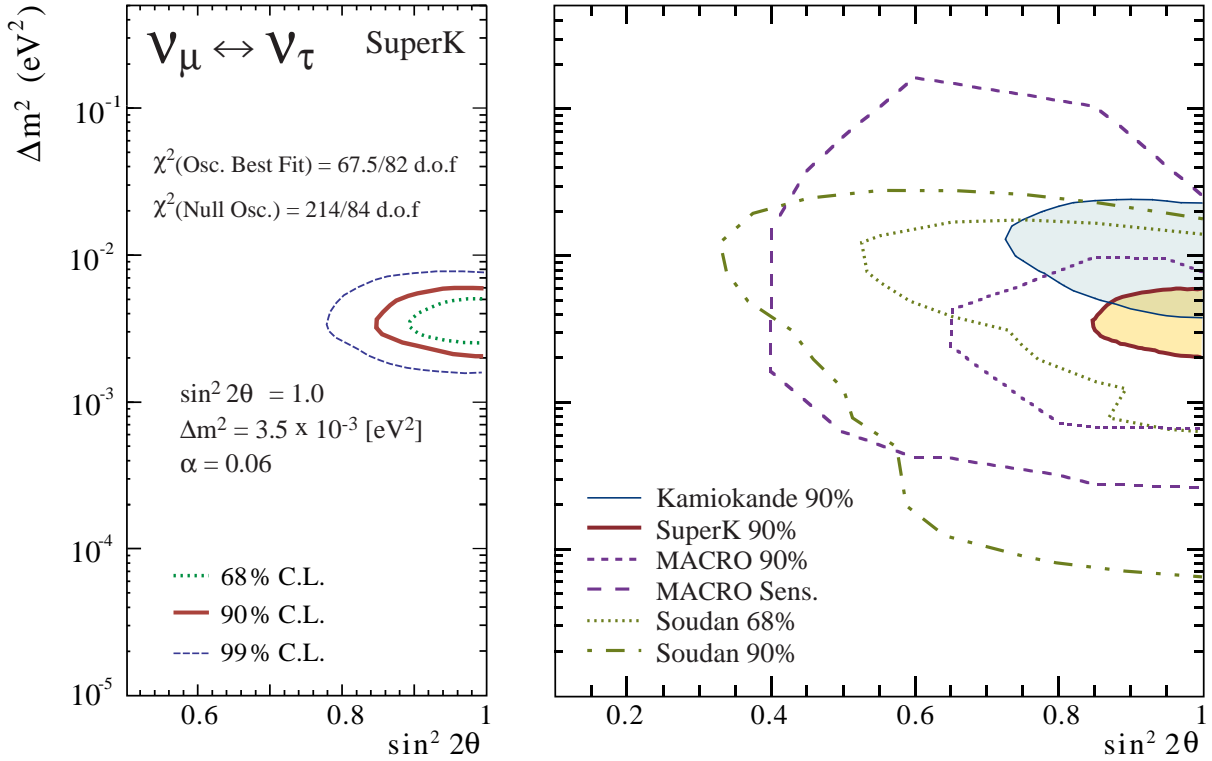 νμ ↔ ντ SuperK
Δm² (eV²)
10⁻¹
χ²(Osc. Best Fit) = 67.5/82 d.o.f
χ²(Null Osc.) = 214/84 d.o.f
10⁻²
10⁻³
sin² 2θ = 1.0
Δm² = 3.5 x 10⁻³ [eV²]
α = 0.06
10⁻⁴
68% C.L.
90% C.L.
99% C.L.
10⁻⁵
0.6 0.8 1
sin² 2θ
Kamiokande 90%
SuperK 90%
MACRO 90%
MACRO Sens.
Soudan 68%
Soudan 90%
0.2 0.4 0.6 0.8 1
sin² 2θ